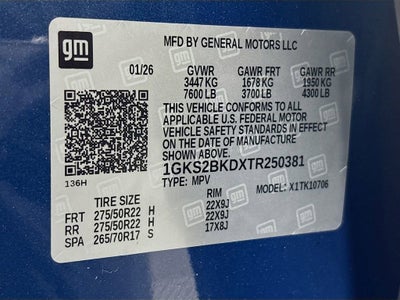 gm
MFD BY GENERAL MOTORS LLC
01/26 GVWR GAWR FRT GAWR RR
3447 KG 1678 KG 1950 KG
7600 LB 3700 LB 4300 LB
THIS VEHICLE CONFORMS TO ALL
APPLICABLE U.S. FEDERAL MOTOR
VEHICLE SAFETY STANDARDS IN EFFECT
ON THE DATE OF MANUFACTURE
SHOWN ABOVE.
136H
1GKS2BKDXTR250381
TYPE: MPV MODEL: X1TK10706
TIRE SIZE RIM
FRT 275/50R22 H 22X9J
RR 275/50R22 H 22X9J
SPA 265/70R17 S 17X8J